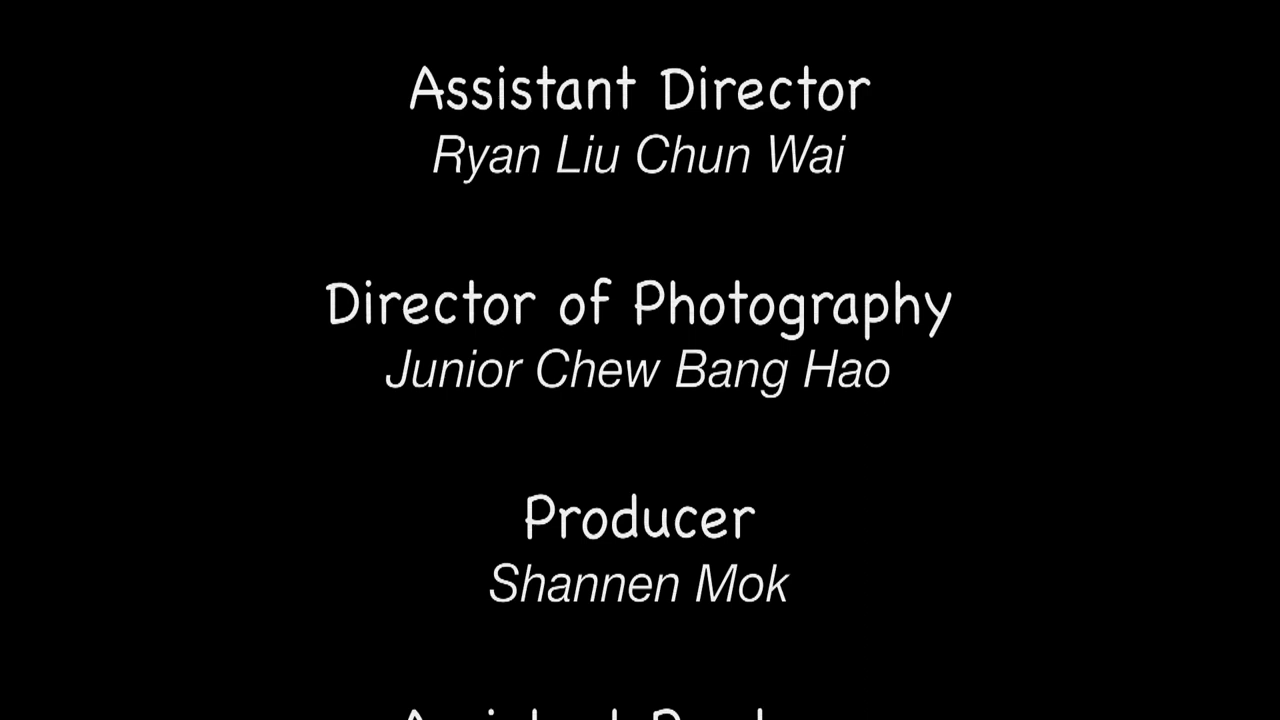 Assistant Director
Ryan Liu Chun Wai
Director of Photography
Junior Chew Bang Hao
Producer
Shannen Mok